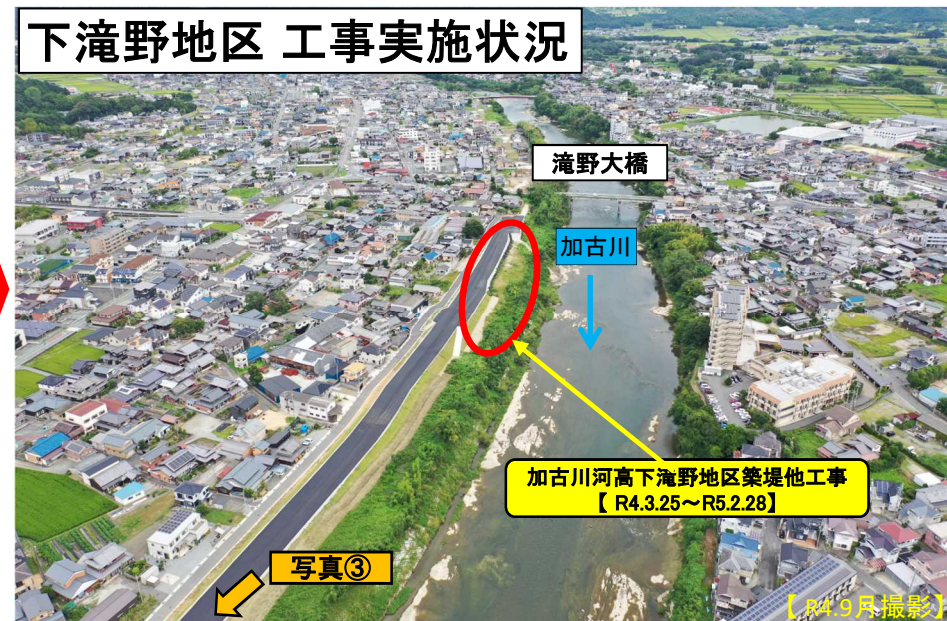 下滝野地区 工事実施状況
滝野大橋
加古川
加古川河高下滝野地区築堤他工事
【 R4.3.25～R5.2.28】
写真③
【 R4.9月撮影】